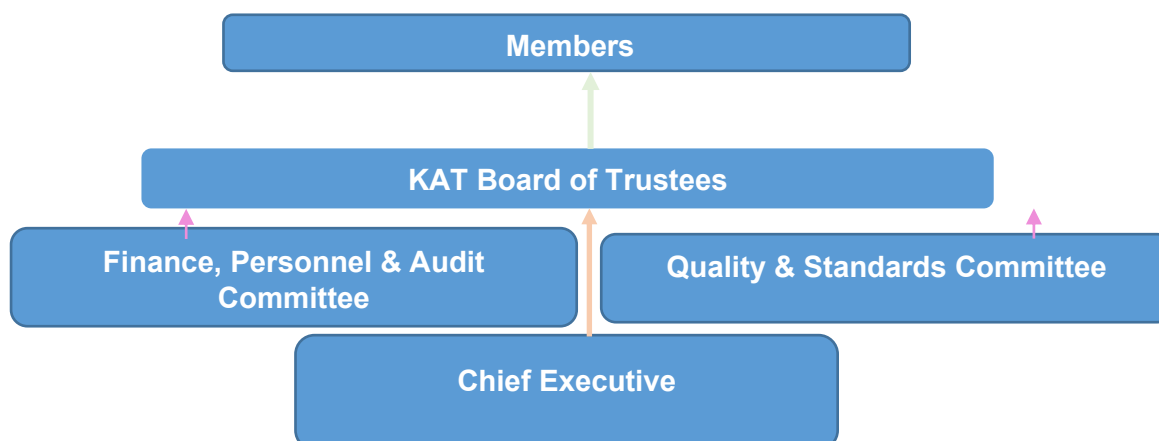 Members
KAT Board of Trustees
Finance, Personnel & Audit
Committee
Quality & Standards Committee
Chief Executive